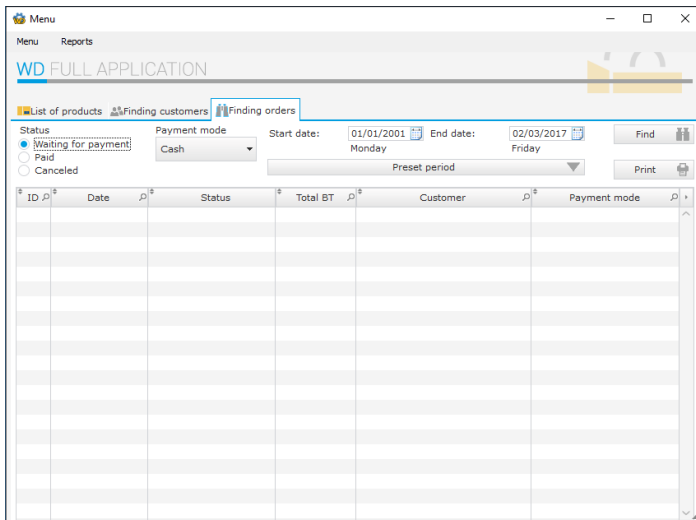 Menu
Menu Reports
WD FULL APPLICATION
List of products Finding customers Finding orders
Status Payment mode Start date: 01/01/2001 End date: 02/03/2017 Find
Waiting for payment Cash Monday Friday
Paid
Canceled Preset period Print
ID Date Status Total BT Customer Payment mode